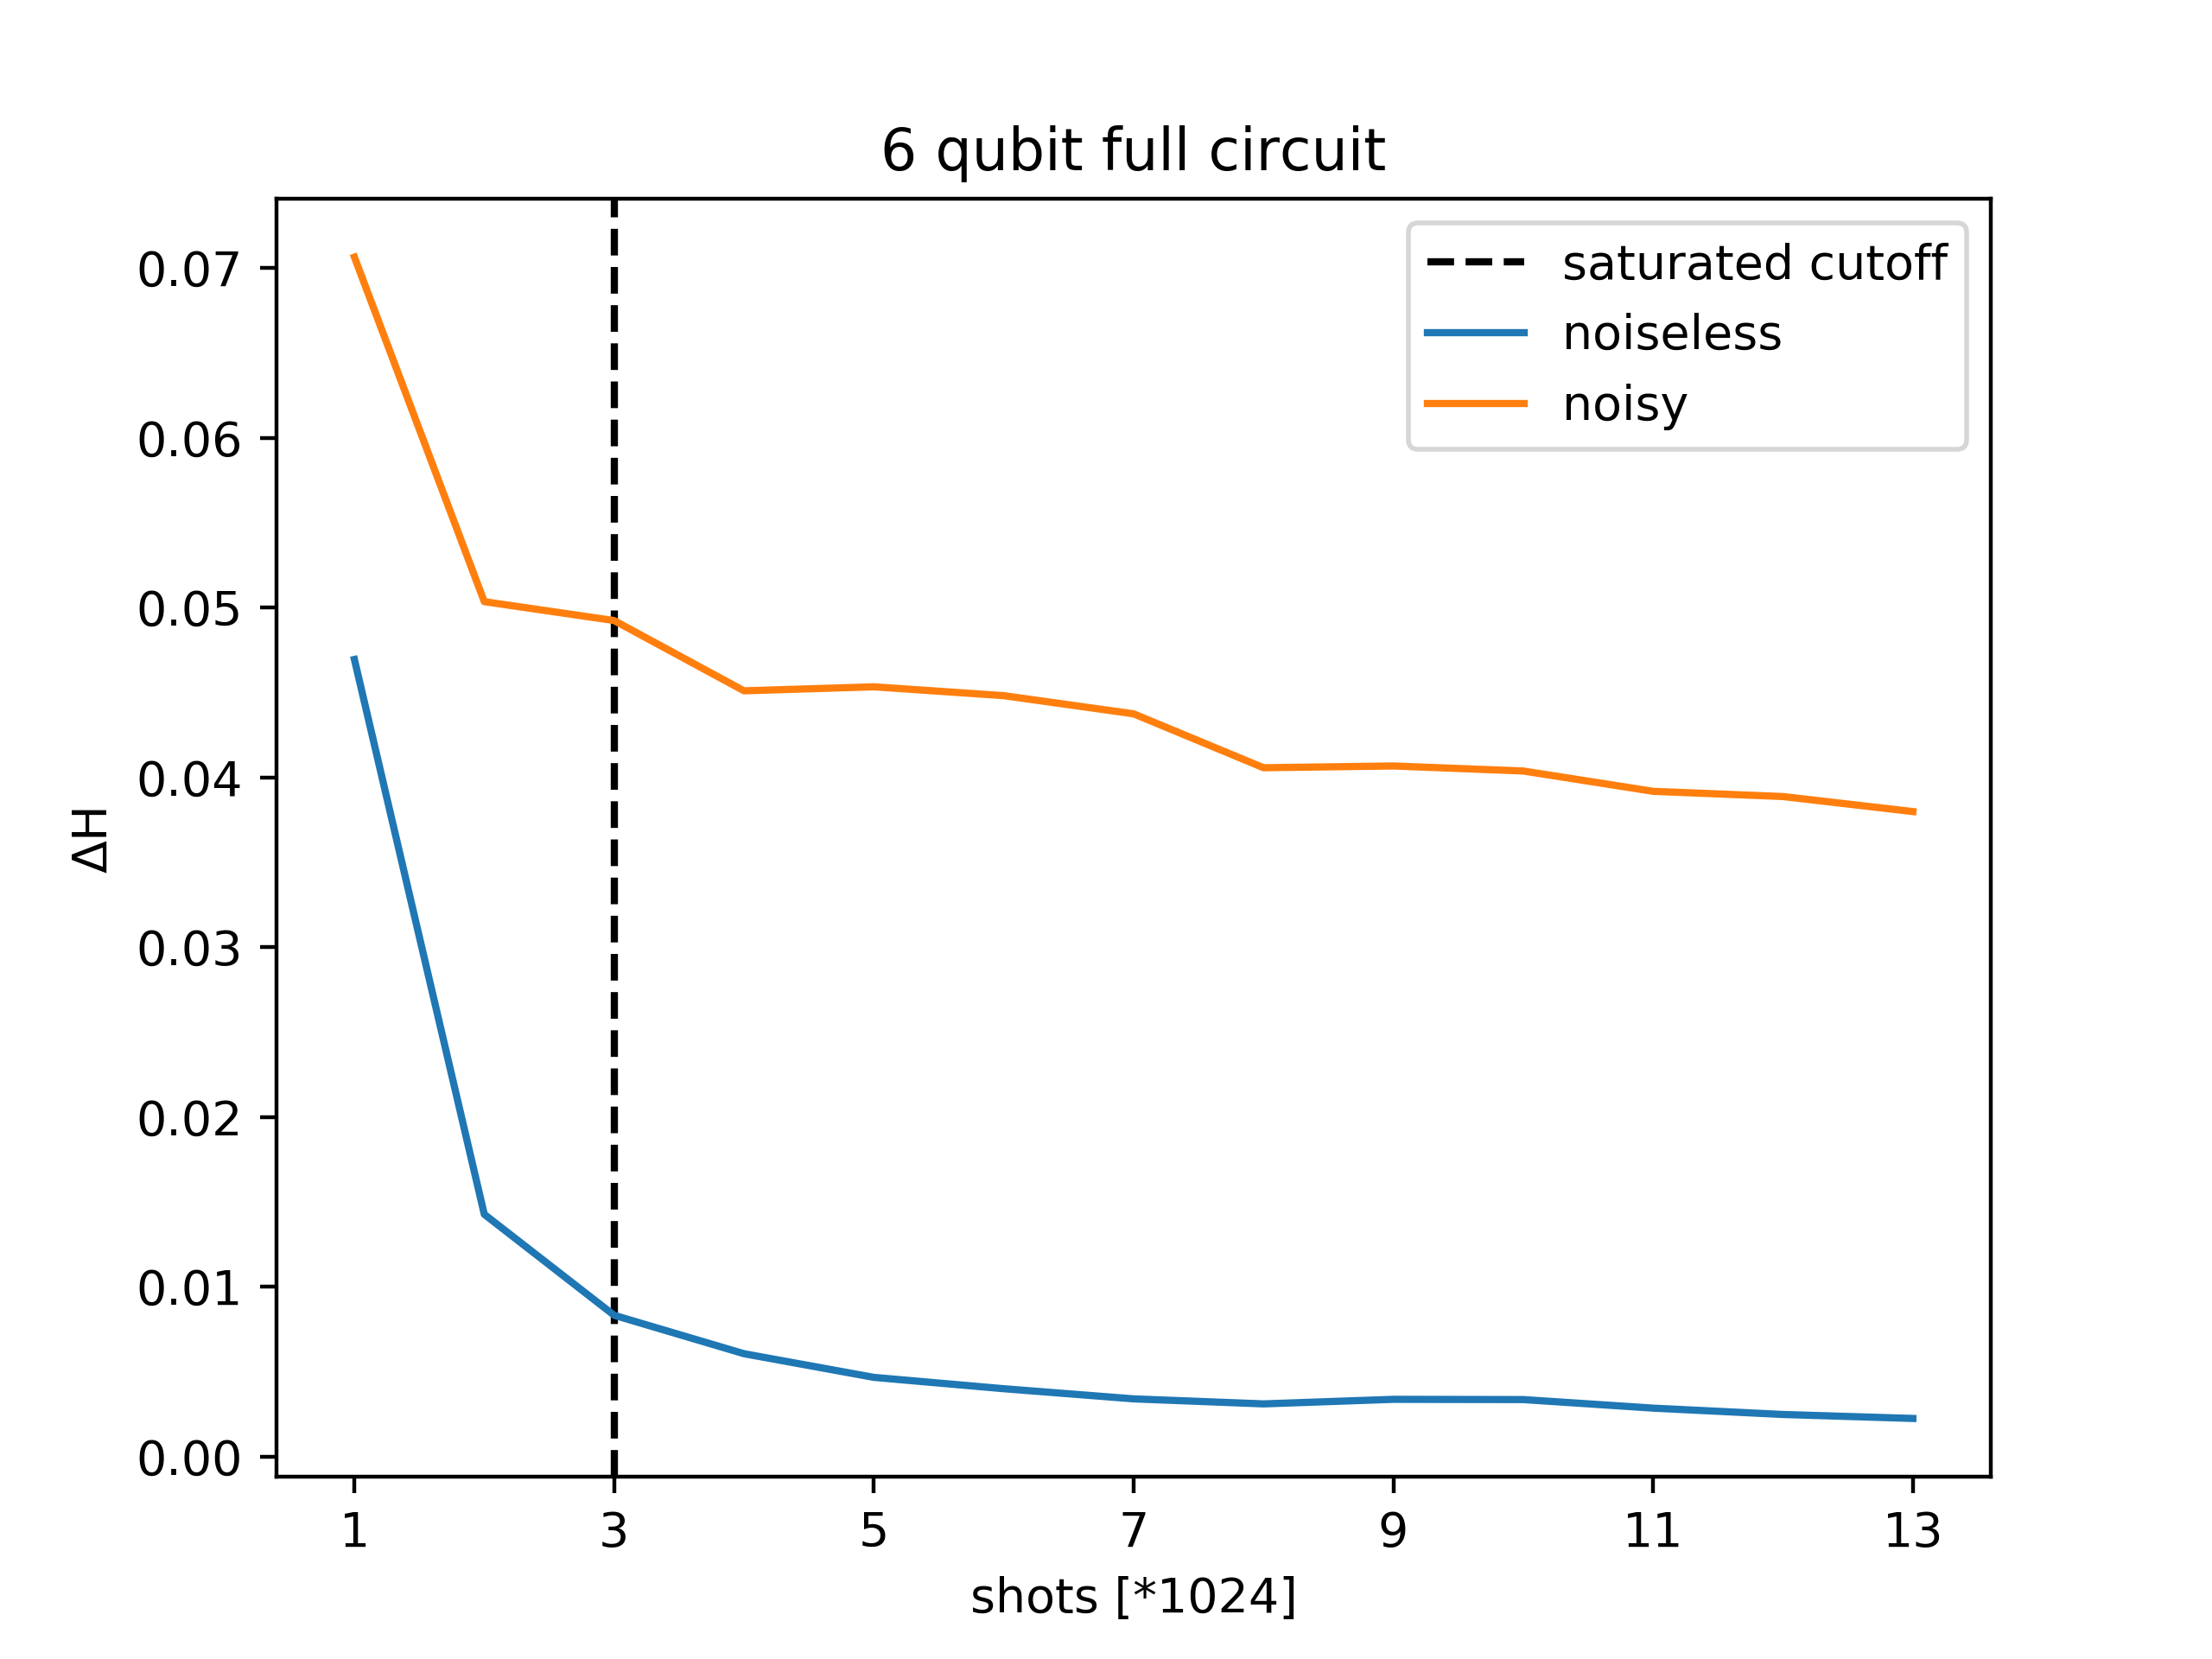 6 qubit full circuit
saturated cutoff
noiseless
noisy
0.07
0.06
0.05
0.04
0.03
0.02
0.01
0.00
ΔH
1 3 5 7 9 11 13
shots [*1024]